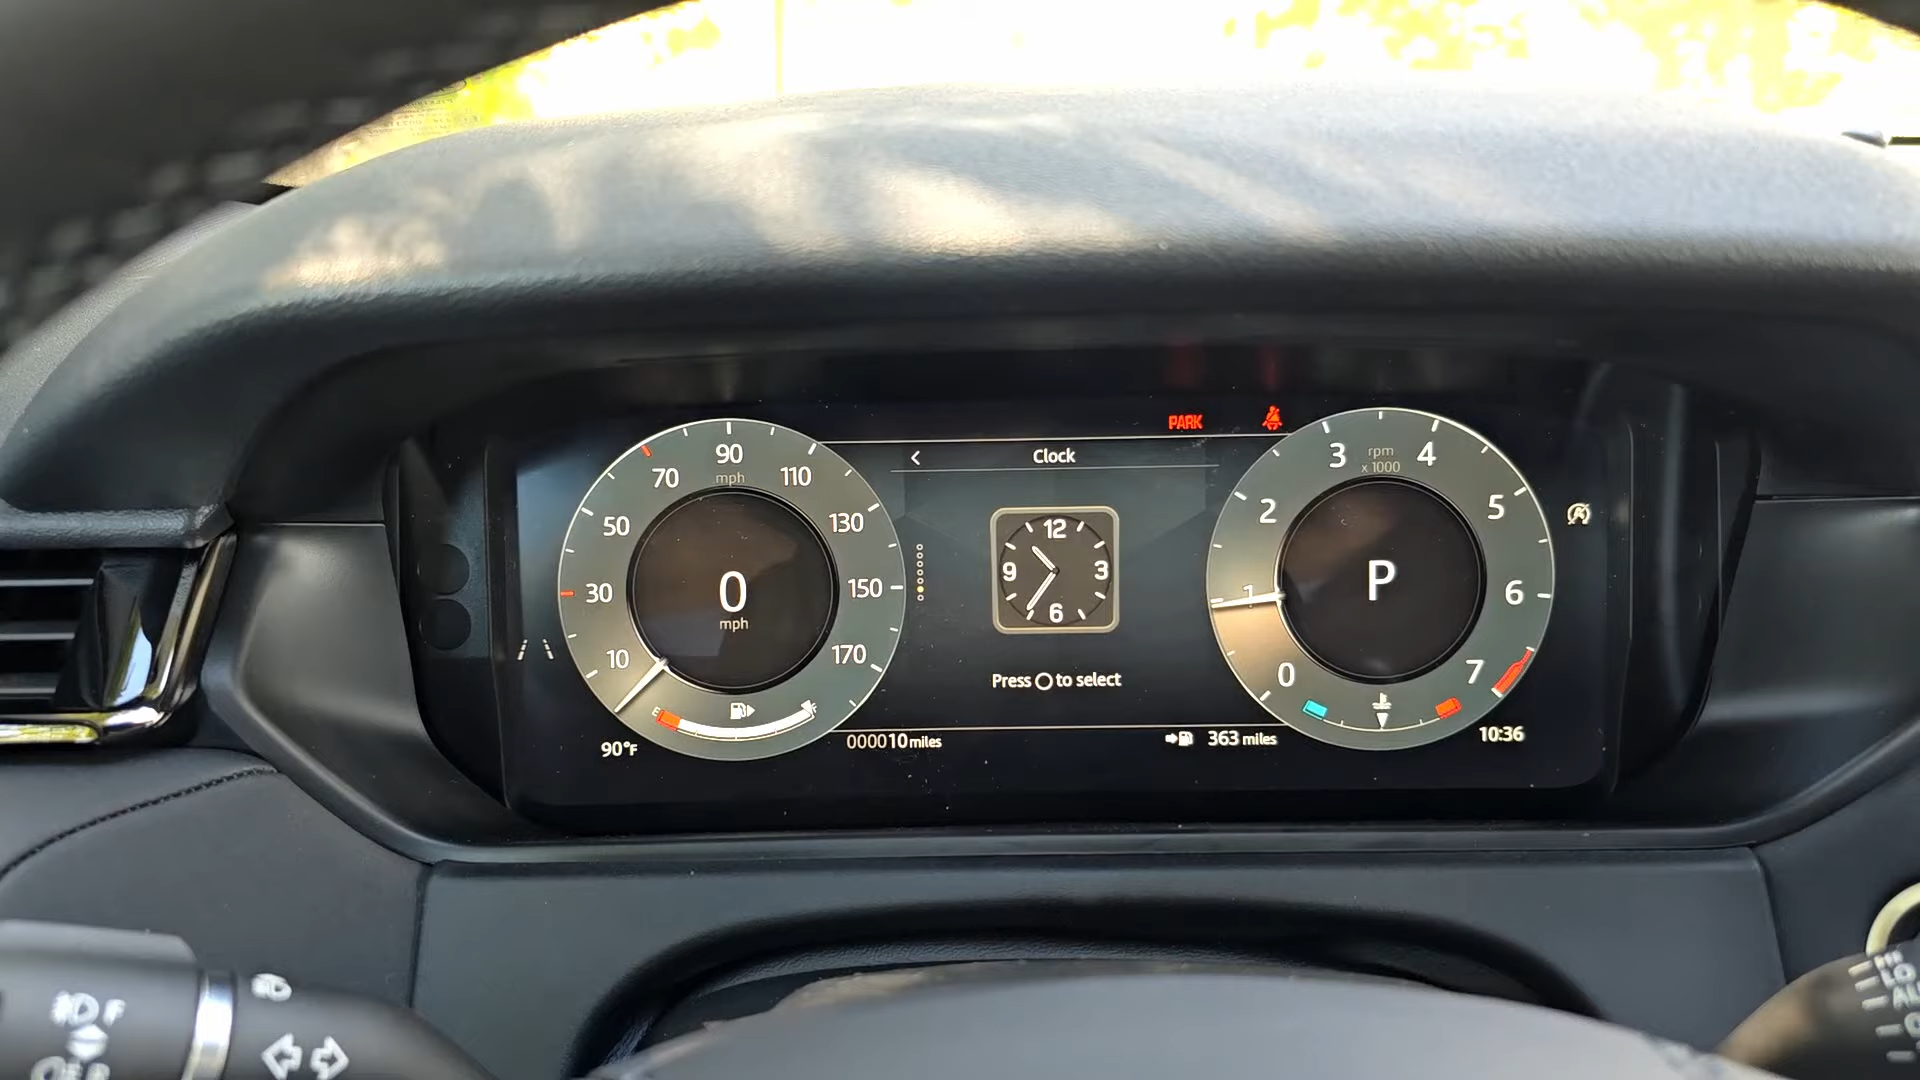 PARK
Clock
90
mph
70
110
50
130
30
150
10
170
0
mph
E
F
90°F
000010 miles
12
9
3
6
Press O to select
363 miles
3
rpm
x 1000
4
2
5
1
6
0
7
P
10:36
F
LO